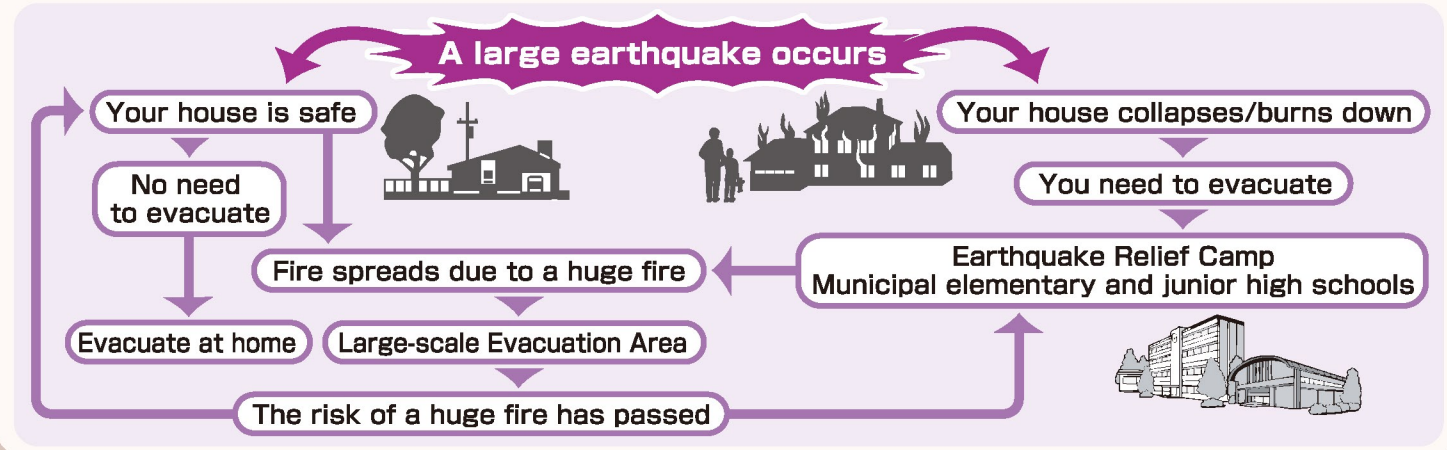 A large earthquake occurs
Your house is safe
Your house collapses/burns down
No need
to evacuate
You need to evacuate
Fire spreads due to a huge fire
Earthquake Relief Camp
Municipal elementary and junior high schools
Evacuate at home
Large-scale Evacuation Area
The risk of a huge fire has passed